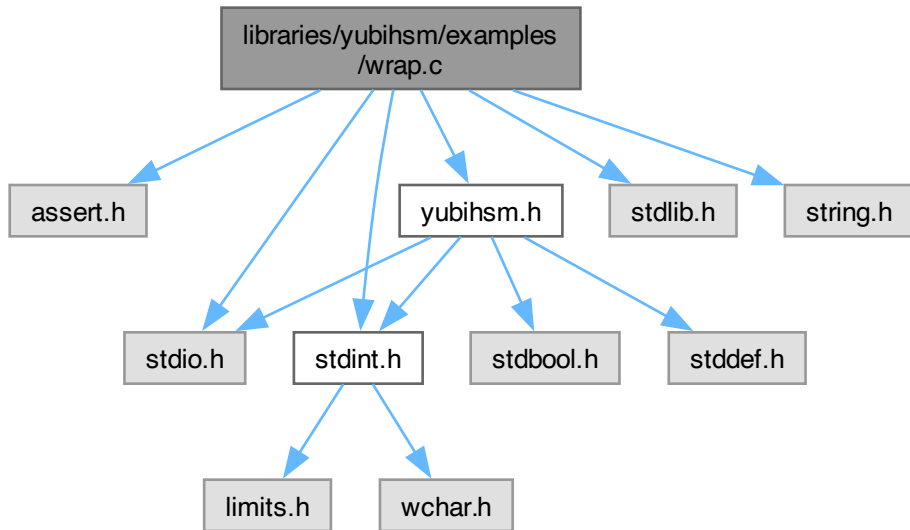 libraries/yubihsm/examples
/wrap.c
assert.h
yubihsm.h
stdlib.h
string.h
stdio.h
stdint.h
stdbool.h
stddef.h
limits.h
wchar.h